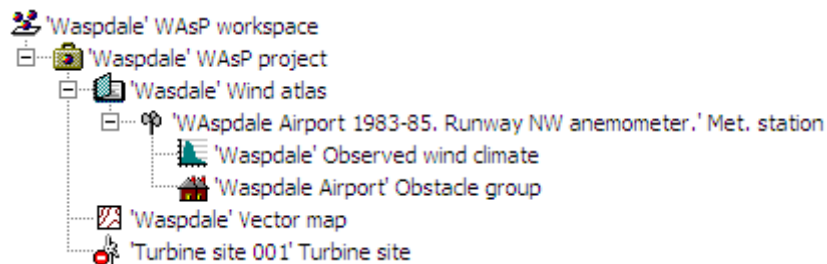 'Waspdale' WAsP workspace
'Waspdale' WAsP project
'Wasdale' Wind atlas
'WAspdale Airport 1983-85. Runway NW anemometer.' Met. station
'Waspdale' Observed wind climate
'Waspdale Airport' Obstacle group
'Waspdale' Vector map
'Turbine site 001' Turbine site